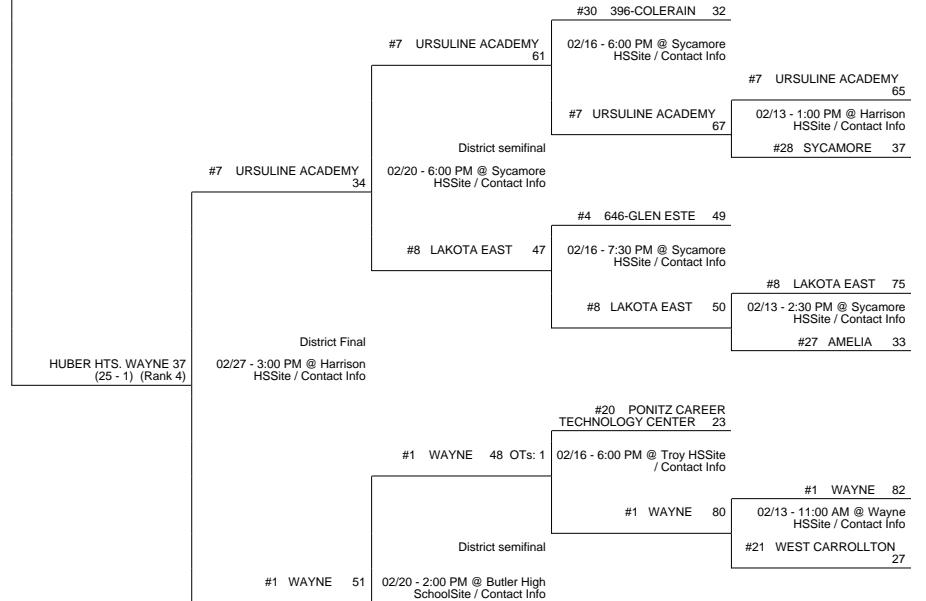 #30 396-COLERAIN 32
#7 URSULINE ACADEMY
61
02/16 - 6:00 PM @ Sycamore
HSSite / Contact Info
#7 URSULINE ACADEMY
65
#7 URSULINE ACADEMY
67
02/13 - 1:00 PM @ Harrison
HSSite / Contact Info
District semifinal
#28 SYCAMORE 37
#7 URSULINE ACADEMY
34
02/20 - 6:00 PM @ Sycamore
HSSite / Contact Info
#4 646-GLEN ESTE 49
#8 LAKOTA EAST 47
02/16 - 7:30 PM @ Sycamore
HSSite / Contact Info
#8 LAKOTA EAST 75
#8 LAKOTA EAST 50
02/13 - 2:30 PM @ Sycamore
HSSite / Contact Info
District Final
#27 AMELIA 33
HUBER HTS. WAYNE 37
(25 - 1) (Rank 4)
02/27 - 3:00 PM @ Harrison
HSSite / Contact Info
#20 PONITZ CAREER
TECHNOLOGY CENTER 23
#1 WAYNE 48 OTs: 1
02/16 - 6:00 PM @ Troy HSSite
/ Contact Info
#1 WAYNE 82
#1 WAYNE 80
02/13 - 11:00 AM @ Wayne
HSSite / Contact Info
District semifinal
#21 WEST CARROLLTON
27
#1 WAYNE 51
02/20 - 2:00 PM @ Butler High
SchoolSite / Contact Info